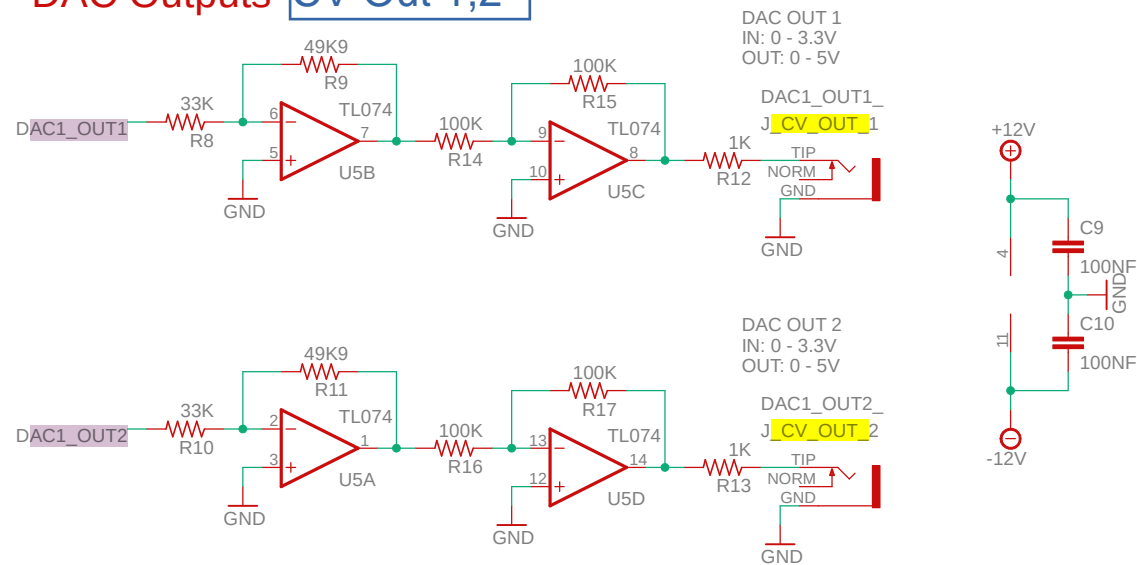 DAC Outputs CV Out 1,2
DAC OUT 1
IN: 0 - 3.3V
OUT: 0 - 5V
49K9
R9
100K
R15
33K
DAC1_OUT1
R8
6
5
TL074
7
U5B
100K
R14
9
10
TL074
8
U5C
1K
R12
DAC1_OUT1_
J_CV_OUT_1
TIP
NORM
GND
GND
GND
GND
+12V
4
C9
100NF
GND
C10
100NF
11
-12V
DAC OUT 2
IN: 0 - 3.3V
OUT: 0 - 5V
49K9
R11
100K
R17
33K
DAC1_OUT2
R10
2
3
TL074
1
U5A
100K
R16
13
12
TL074
14
U5D
1K
R13
DAC1_OUT2_
J_CV_OUT_2
TIP
NORM
GND
GND
GND
GND